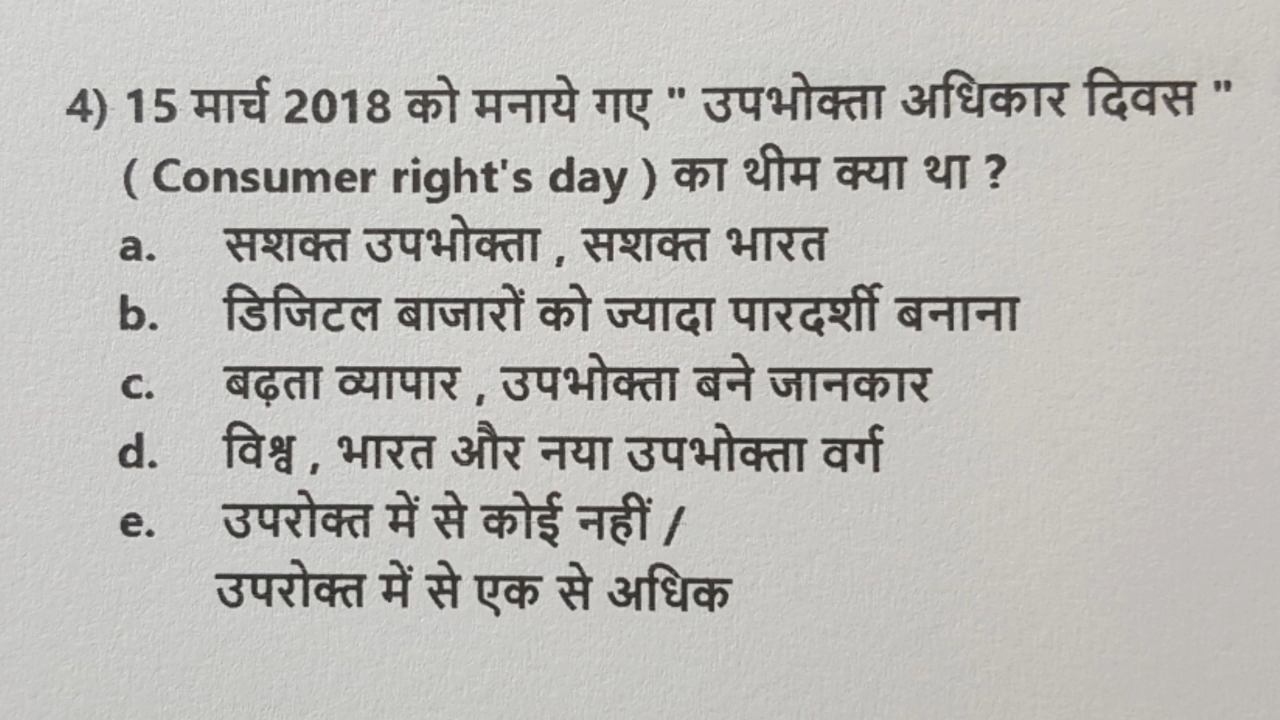 4) 15 मार्च 2018 को मनाये गए " उपभोक्ता अधिकार दिवस "
( Consumer right's day ) का थीम क्या था ?
a. सशक्त उपभोक्ता , सशक्त भारत
b. डिजिटल बाजारों को ज्यादा पारदर्शी बनाना
c. बढ़ता व्यापार , उपभोक्ता बने जानकार
d. विश्व , भारत और नया उपभोक्ता वर्ग
e. उपरोक्त में से कोई नहीं /
उपरोक्त में से एक से अधिक